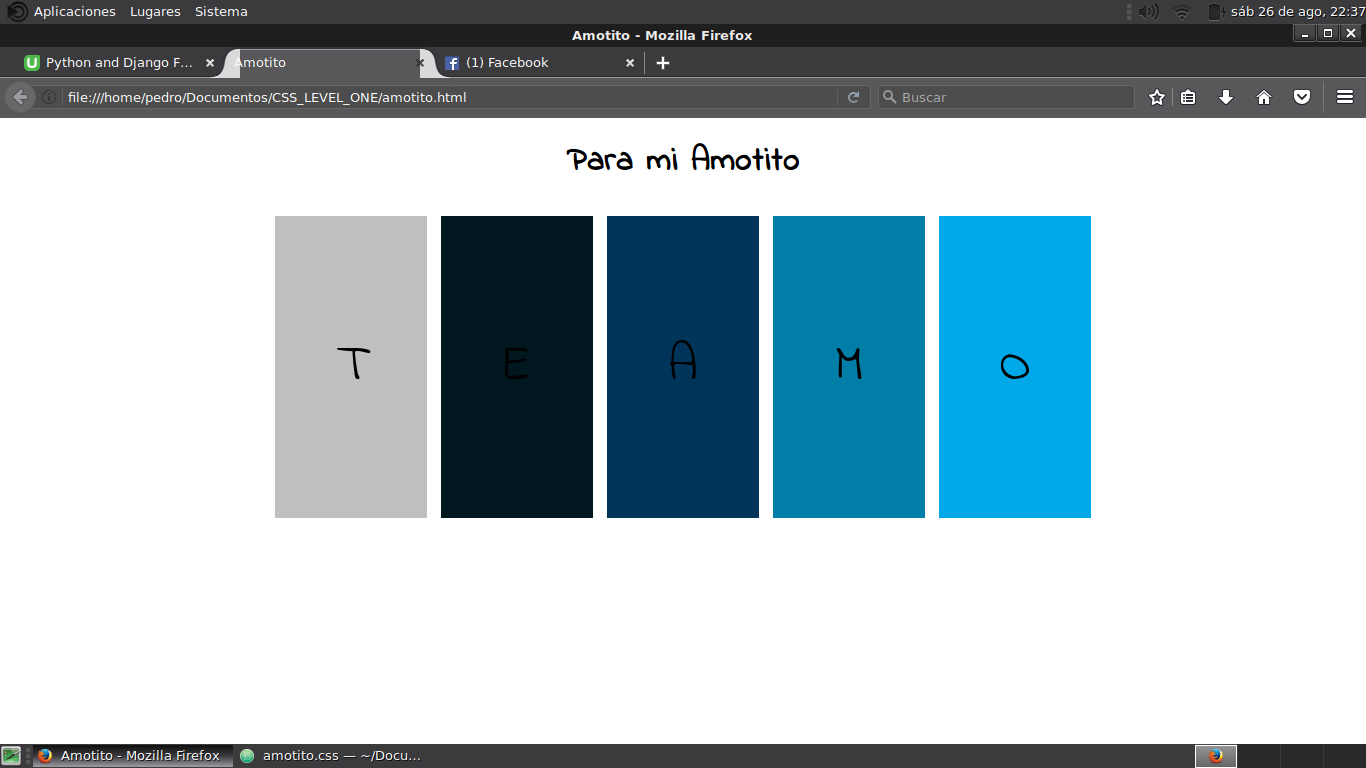 Aplicaciones Lugares Sistema sáb 26 de ago, 22:37
Amotito - Mozilla Firefox
Python and Django F... Amotito (1) Facebook
file:///home/pedro/Documentos/CSS_LEVEL_ONE/amotito.html Buscar
Para mi Amotito
T E A M O
Amotito - Mozilla Firefox amotito.css — ~/Docu...